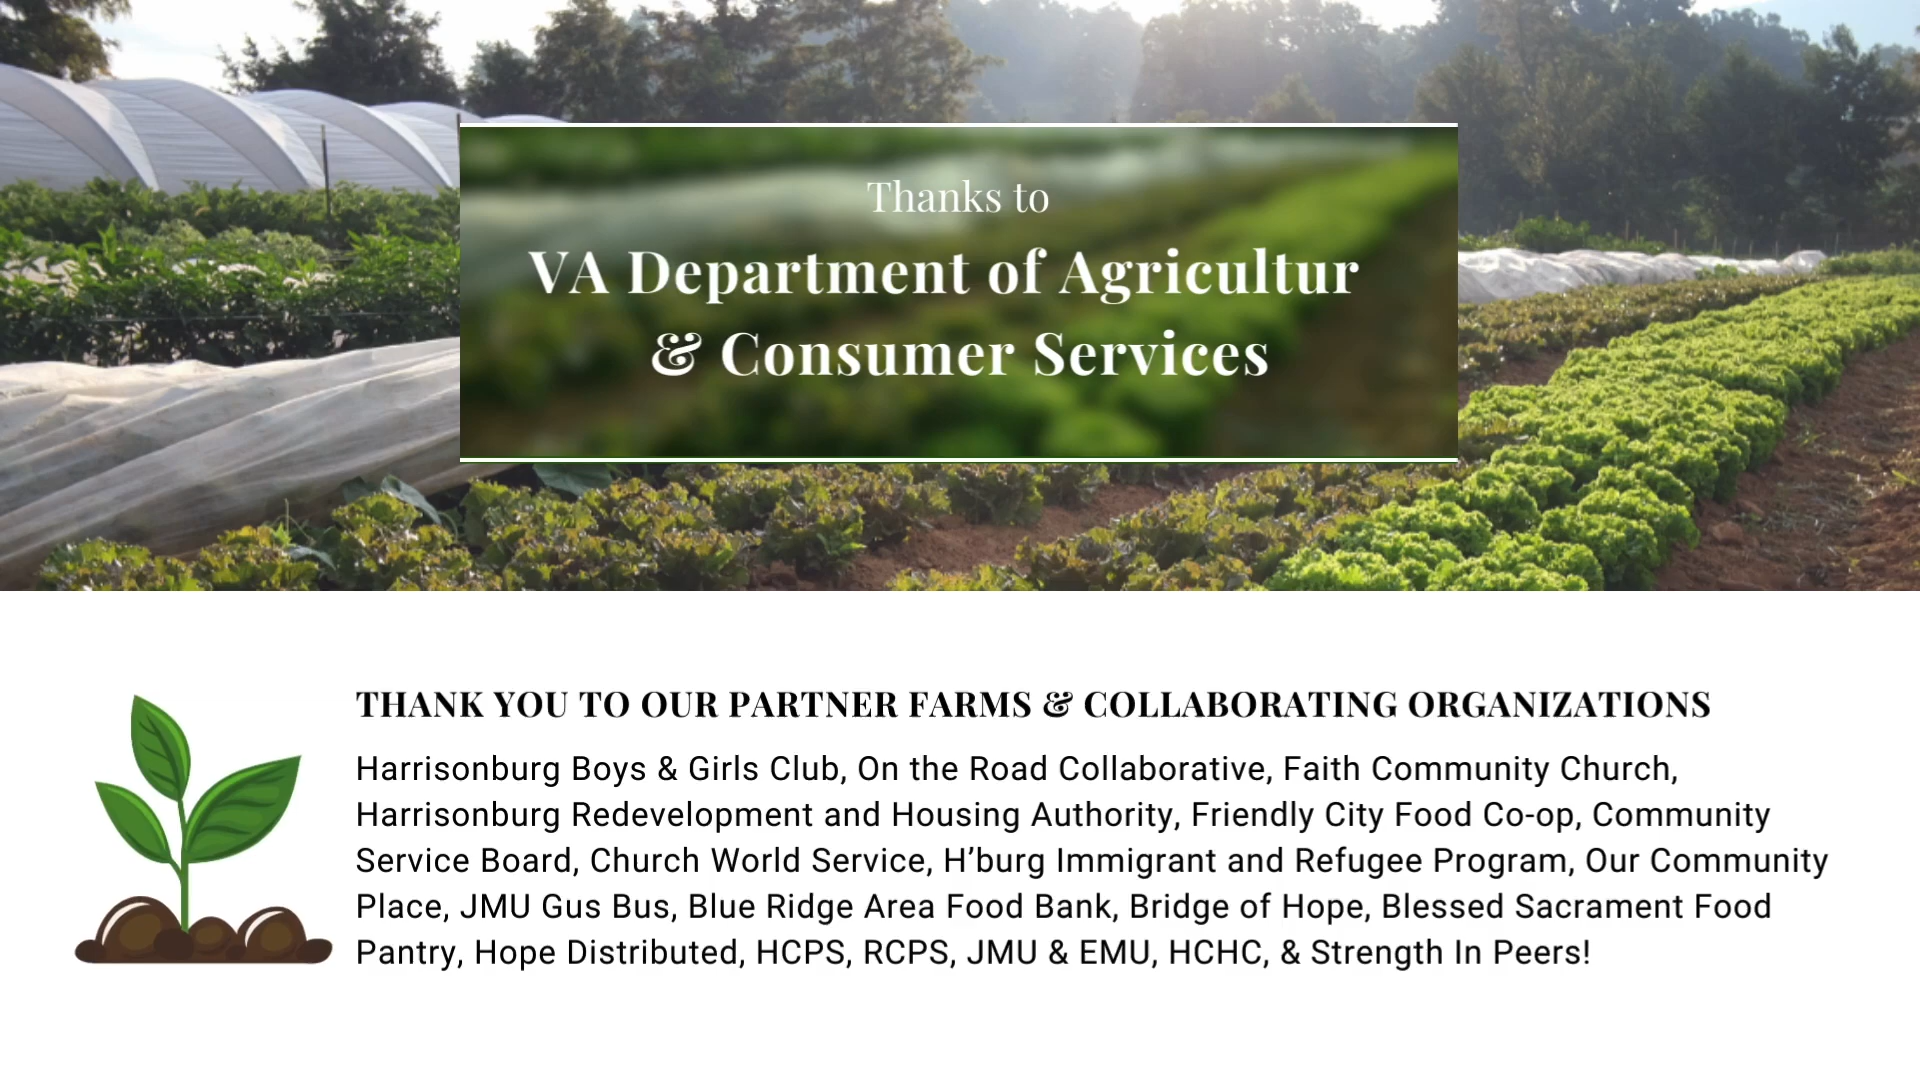 Thanks to
VA Department of Agricultur
& Consumer Services
THANK YOU TO OUR PARTNER FARMS & COLLABORATING ORGANIZATIONS
Harrisonburg Boys & Girls Club, On the Road Collaborative, Faith Community Church,
Harrisonburg Redevelopment and Housing Authority, Friendly City Food Co-op, Community
Service Board, Church World Service, H’burg Immigrant and Refugee Program, Our Community
Place, JMU Gus Bus, Blue Ridge Area Food Bank, Bridge of Hope, Blessed Sacrament Food
Pantry, Hope Distributed, HCPS, RCPS, JMU & EMU, HCHC, & Strength In Peers!